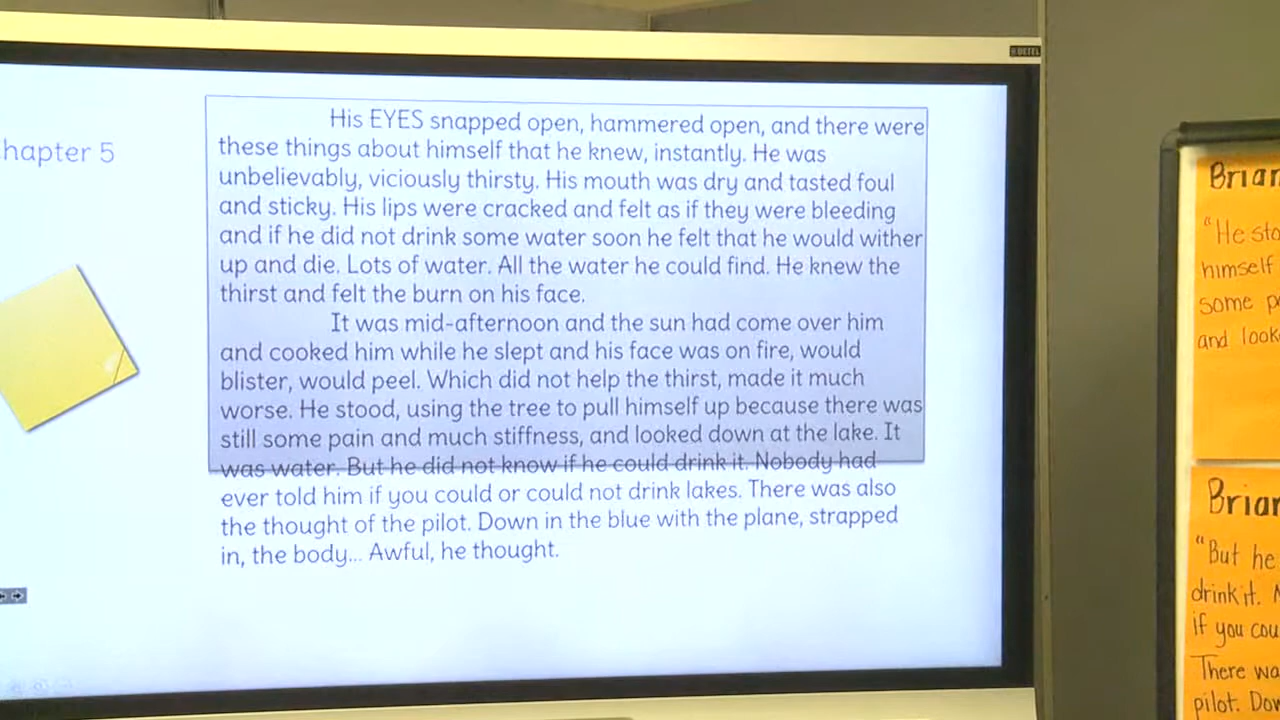 hapter 5
His EYES snapped open, hammered open, and there were
these things about himself that he knew, instantly. He was
unbelievably, viciously thirsty. His mouth was dry and tasted foul
and sticky. His lips were cracked and felt as if they were bleeding
and if he did not drink some water soon he felt that he would wither
up and die. Lots of water. All the water he could find. He knew the
thirst and felt the burn on his face.
It was mid-afternoon and the sun had come over him
and cooked him while he slept and his face was on fire, would
blister, would peel. Which did not help the thirst, made it much
worse. He stood, using the tree to pull himself up because there was
still some pain and much stiffness, and looked down at the lake. It
was water. But he did not know if he could drink it. Nobody had
ever told him if you could or could not drink lakes. There was also
the thought of the pilot. Down in the blue with the plane, strapped
in, the body... Awful, he thought.
Brian
"He sto
himself
some p
and look
Brian
"But he
drink it. N
if you cou
There wa
pilot. Dow